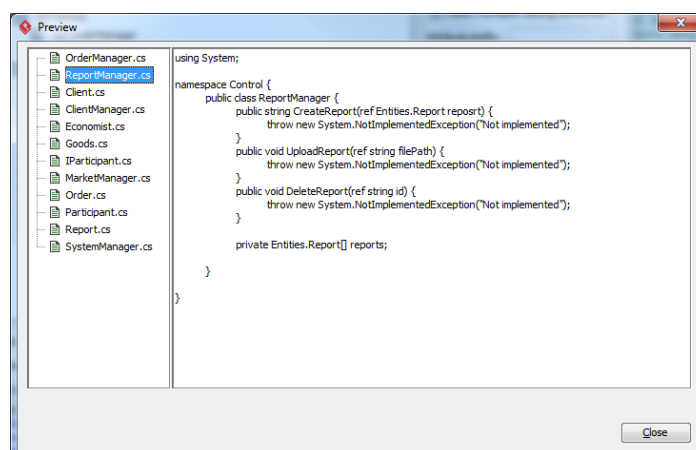 Preview
OrderManager.cs
ReportManager.cs
Client.cs
ClientManager.cs
Economist.cs
Goods.cs
IParticipant.cs
MarketManager.cs
Order.cs
Participant.cs
Report.cs
SystemManager.cs
using System;
namespace Control {
public class ReportManager {
public string CreateReport(ref Entities.Report reposrt) {
throw new System.NotImplementedException("Not implemented");
}
public void UploadReport(ref string filePath) {
throw new System.NotImplementedException("Not implemented");
}
public void DeleteReport(ref string id) {
throw new System.NotImplementedException("Not implemented");
}
private Entities.Report[] reports;
}
}
Close